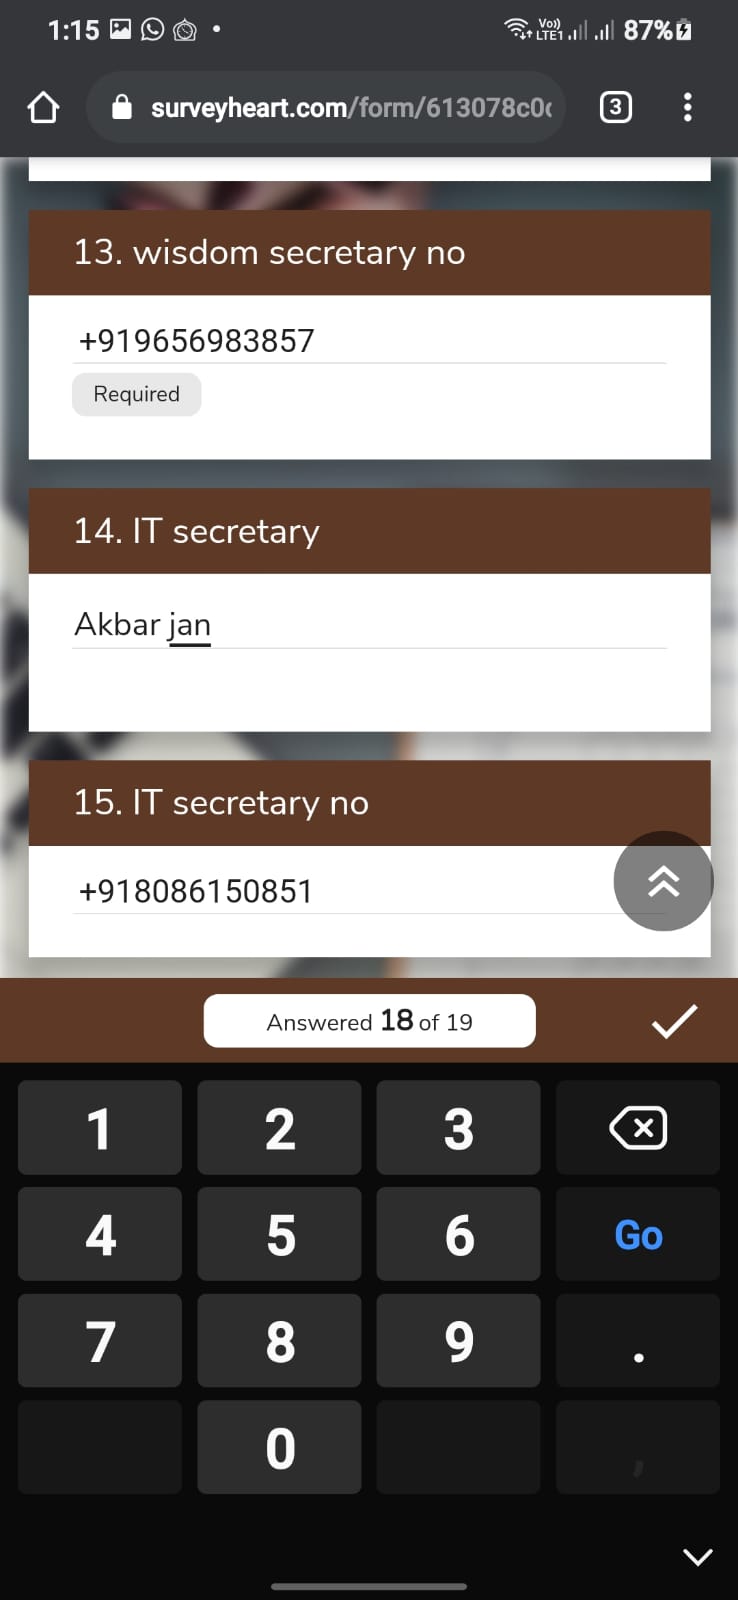 1:15
Vo))
LTE1
87%
surveyheart.com/form/613078c0
3
13. wisdom secretary no
+919656983857
Required
14. IT secretary
Akbar jan
15. IT secretary no
+918086150851
Answered 18 of 19
1 2 3
4 5 6 Go
7 8 9 .
0 ,